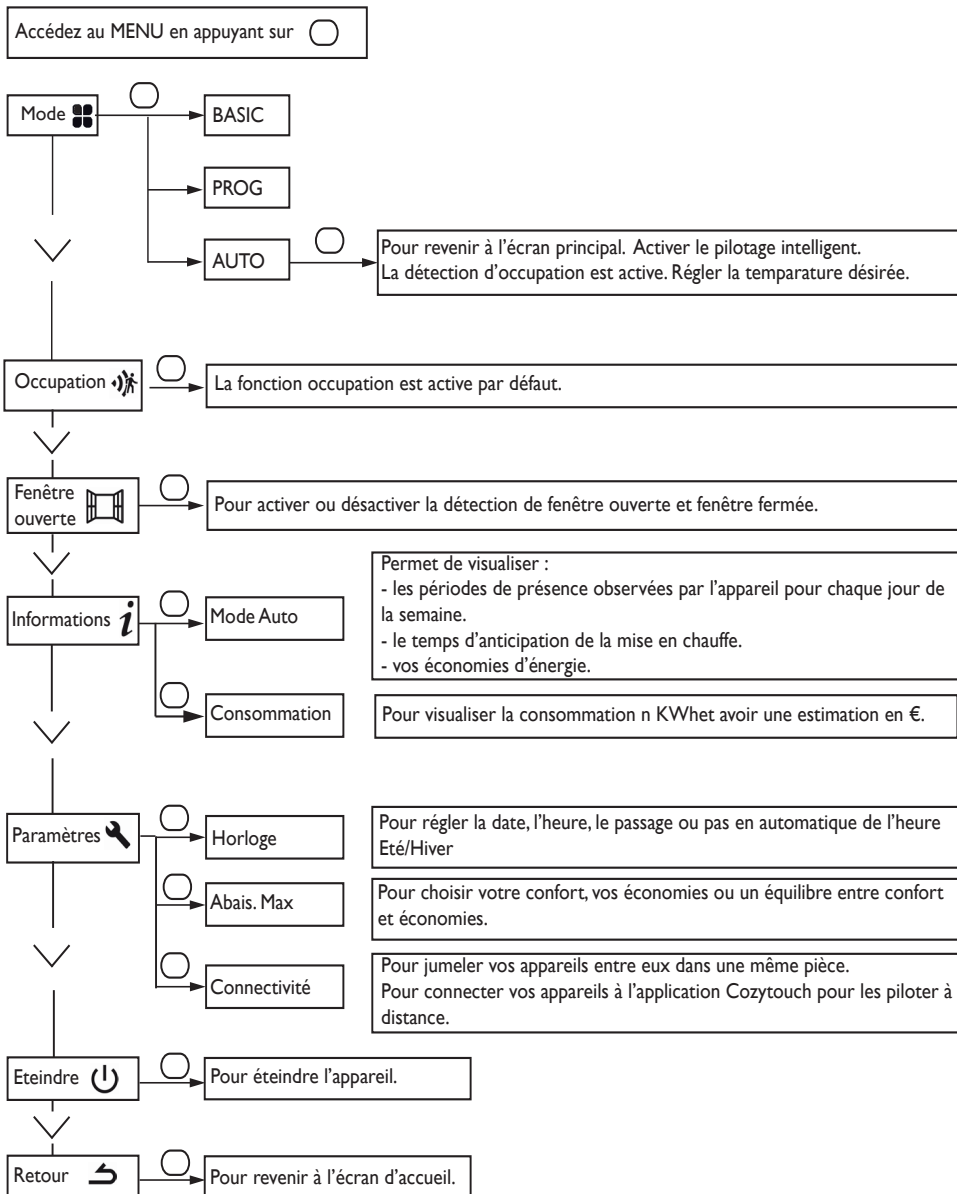 Accédez au MENU en appuyant sur
Mode
BASIC
PROG
AUTO
Pour revenir à l'écran principal. Activer le pilotage intelligent.
La détection d'occupation est active. Régler la temparature désirée.
Occupation
La fonction occupation est active par défaut.
Fenêtre
ouverte
Pour activer ou désactiver la détection de fenêtre ouverte et fenêtre fermée.
Informations
Mode Auto
Permet de visualiser :
- les périodes de présence observées par l'appareil pour chaque jour de
la semaine.
- le temps d'anticipation de la mise en chauffe.
- vos économies d'énergie.
Consommation
Pour visualiser la consommation n KWhet avoir une estimation en €.
Paramètres
Horloge
Pour régler la date, l'heure, le passage ou pas en automatique de l'heure
Eté/Hiver
Abais. Max
Pour choisir votre confort, vos économies ou un équilibre entre confort
et économies.
Connectivité
Pour jumeler vos appareils entre eux dans une même pièce.
Pour connecter vos appareils à l'application Cozytouch pour les piloter à
distance.
Eteindre
Pour éteindre l'appareil.
Retour
Pour revenir à l'écran d'accueil.